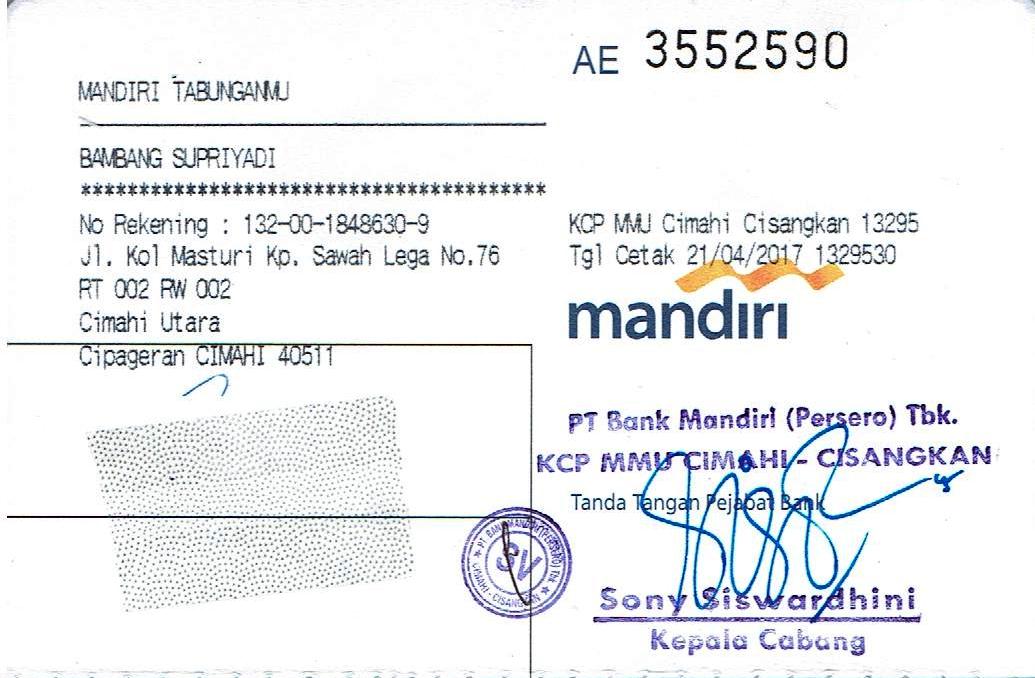 AE 3552590
MANDIRI TABUNGANMU
BAMBANG SUPRIYADI
****************************************
No Rekening : 132-00-1848630-9
Jl. Kol Masturi Kp. Sawah Lega No.76
RT 002 RW 002
Cimahi Utara
Cipageran CIMAHI 40511
KCP MMU Cimahi Cisangkan 13295
Tgl Cetak 21/04/2017 1329530
mandiri
PT Bank Mandiri (Persero) Tbk.
KCP MMU CIMAHI - CISANGKAN
Tanda Tangan Pejabat Bank
PT BANK MANDIRI (PERSERO) Tbk
SV
CIMAHI - CISANGKAN
Sony Siswardhini
Kepala Cabang